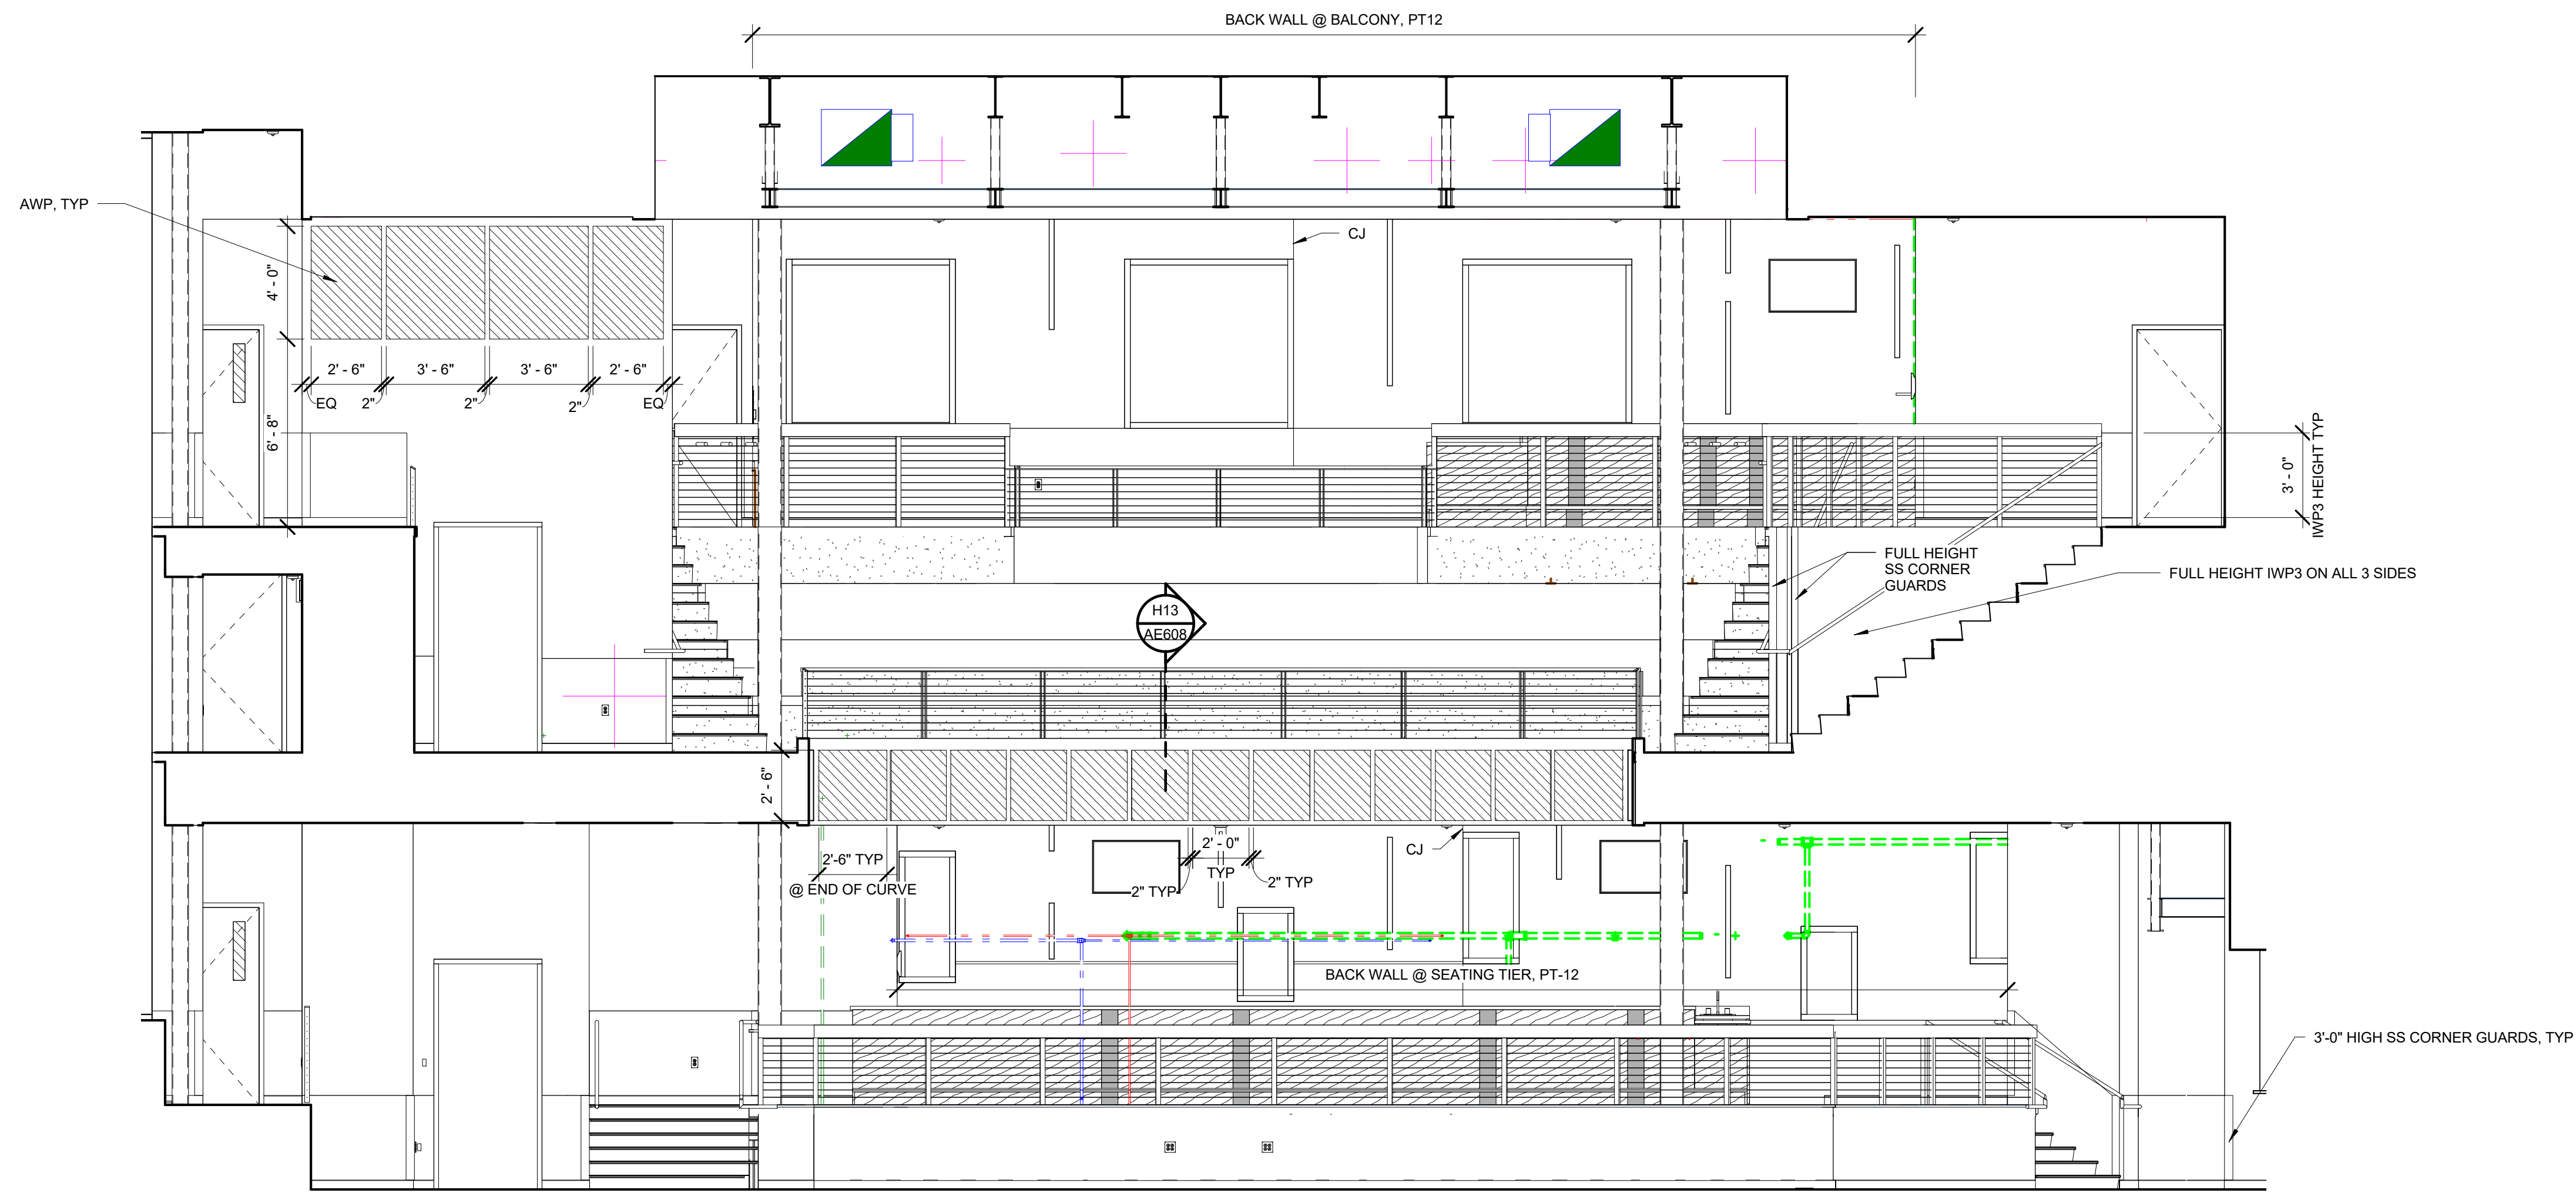 BACK WALL @ BALCONY, PT12
AWP, TYP
CJ
4' - 0"
2' - 6"
3' - 6"
3' - 6"
2' - 6"
EQ
2"
2"
2"
EQ
6' - 8"
3' - 0"
IWP3 HEIGHT TYP
FULL HEIGHT
SS CORNER
GUARDS
FULL HEIGHT IWP3 ON ALL 3 SIDES
H13
AE608
2' - 6"
2'-6" TYP
@ END OF CURVE
2' - 0"
TYP
2" TYP
2" TYP
CJ
BACK WALL @ SEATING TIER, PT-12
3'-0" HIGH SS CORNER GUARDS, TYP